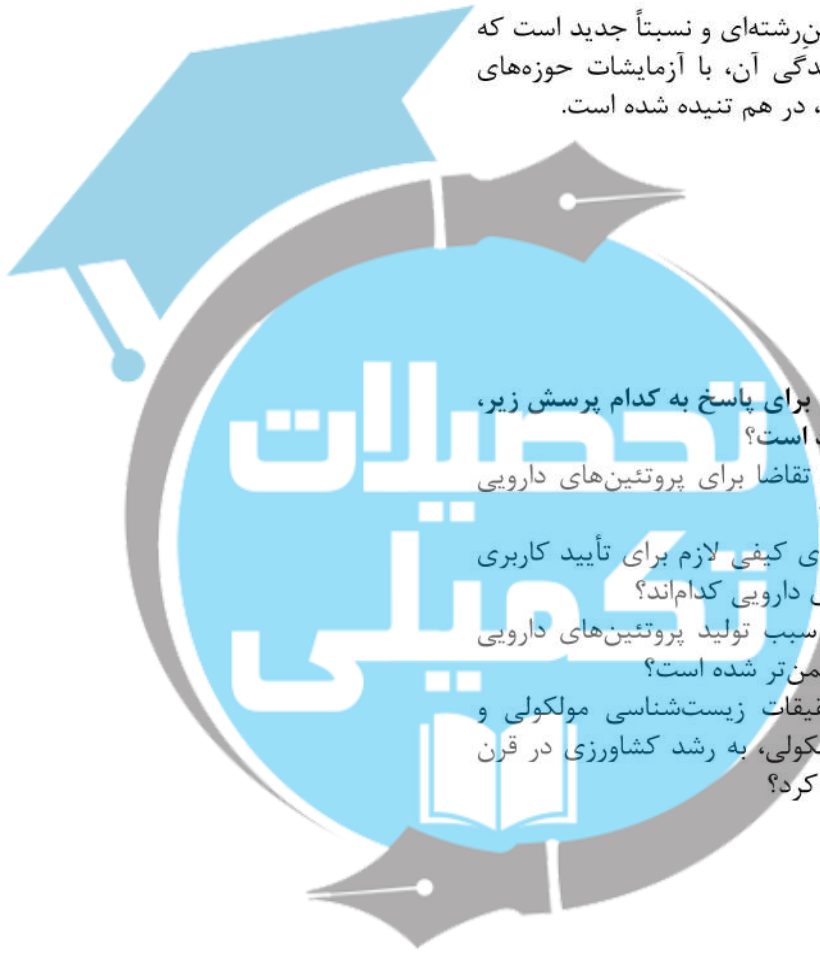 ن‌رشته‌ای و نسبتاً جدید است که
دگی آن، با آزمایشات حوزه‌های
، در هم تنیده شده است.
برای پاسخ به کدام پرسش زیر،
است؟
تقاضا برای پروتئین‌های دارویی
ی کیفی لازم برای تأیید کاربری
دارویی کدام‌اند؟
سبب تولید پروتئین‌های دارویی
من‌تر شده است؟
یقات زیست‌شناسی مولکولی و
کولی، به رشد کشاورزی در قرن
کرد؟
تحصیلات
تکمیلی